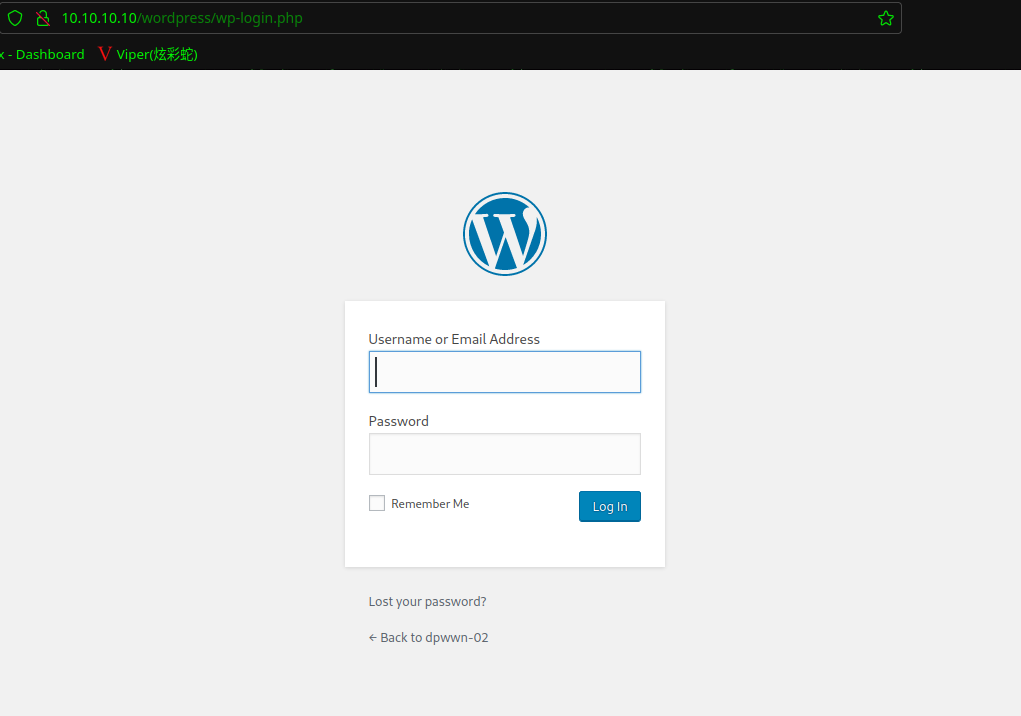 10.10.10.10/wordpress/wp-login.php
x - Dashboard V Viper(炫彩蛇)
Username or Email Address
Password
Remember Me
Log In
Lost your password?
← Back to dpwwn-02